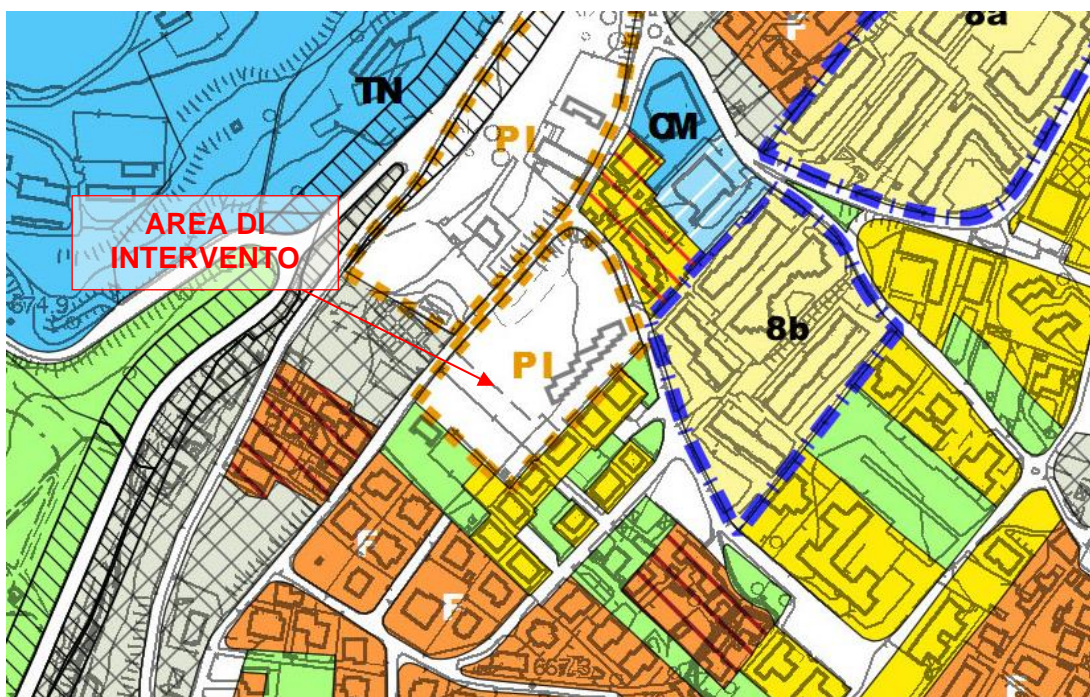 8a
F
TN
CM
PI
AREA DI
INTERVENTO
674.9
8b
PI
F
F
667.3
F